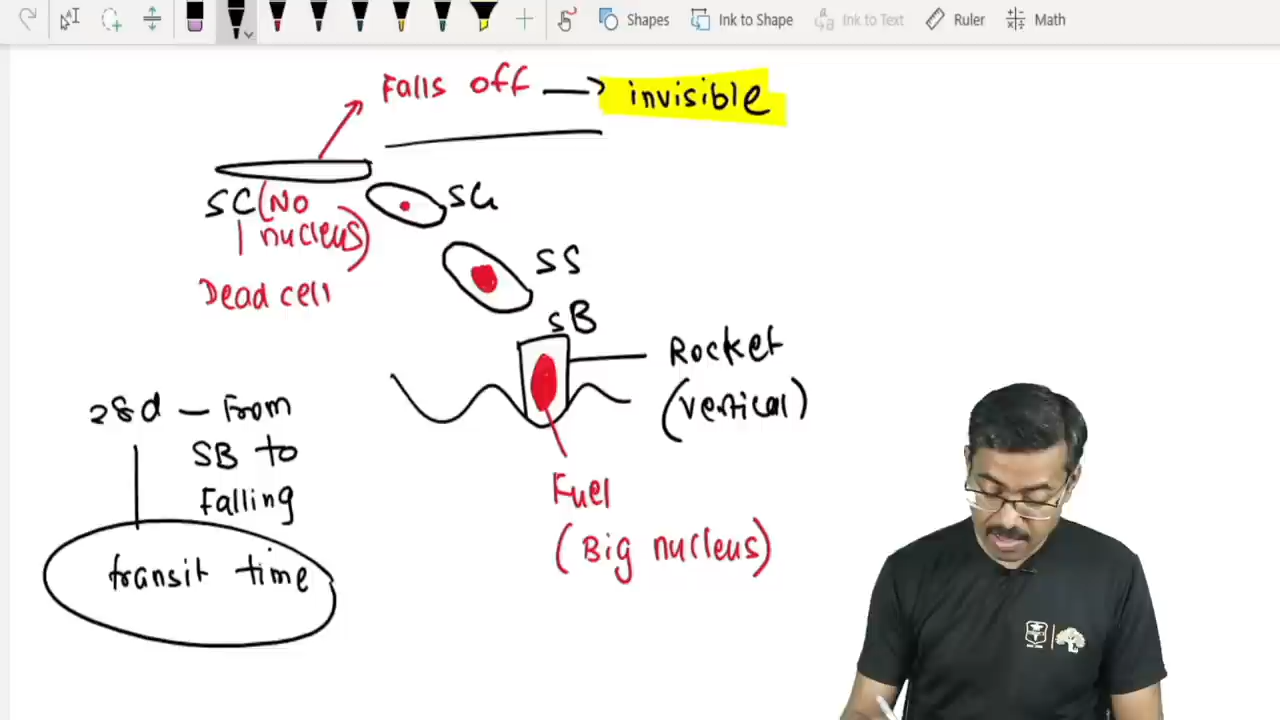 Shapes
Ink to Shape
Ink to Text
Ruler
Math
Falls off → invisible
SC (No nucleus)
Dead cell
SG
SS
SB
Rocket
(vertical)
28d — From
SB to
Falling
transit time
Fuel
(Big nucleus)